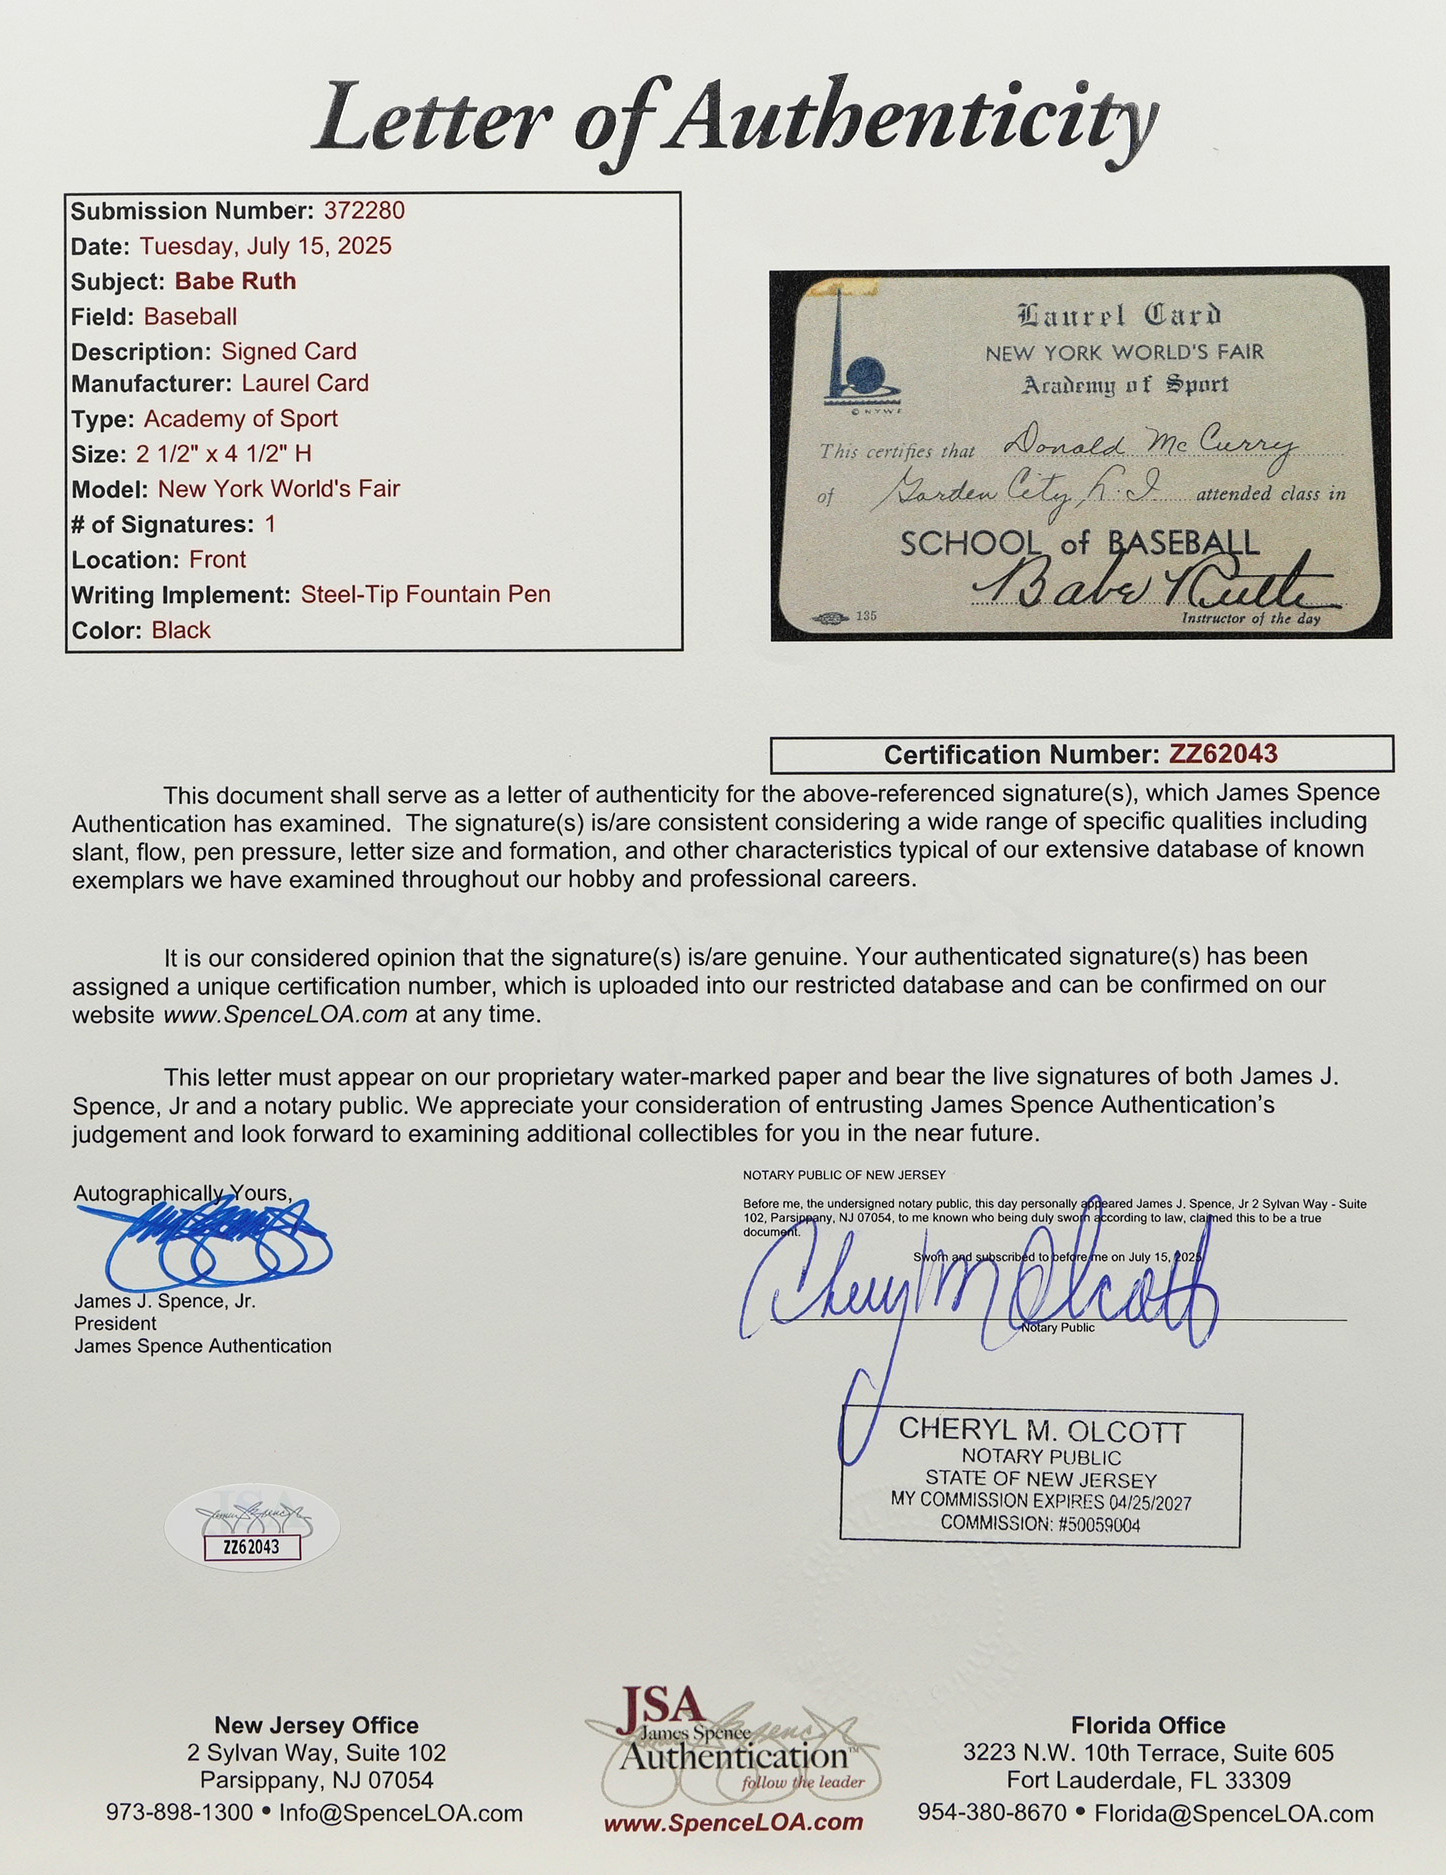 Letter of Authenticity
Submission Number: 372280
Date: Tuesday, July 15, 2025
Subject: Babe Ruth
Field: Baseball
Description: Signed Card
Manufacturer: Laurel Card
Type: Academy of Sport
Size: 2 1/2" x 4 1/2" H
Model: New York World's Fair
# of Signatures: 1
Location: Front
Writing Implement: Steel-Tip Fountain Pen
Color: Black
Laurel Card
NEW YORK WORLD'S FAIR
Academy of Sport
© NYWF
This certifies that Donald McCurry
of Garden City L.I attended class in
SCHOOL of BASEBALL
Babe Ruth
135
Instructor of the day
Certification Number: ZZ62043
This document shall serve as a letter of authenticity for the above-referenced signature(s), which James Spence
Authentication has examined. The signature(s) is/are consistent considering a wide range of specific qualities including
slant, flow, pen pressure, letter size and formation, and other characteristics typical of our extensive database of known
exemplars we have examined throughout our hobby and professional careers.
It is our considered opinion that the signature(s) is/are genuine. Your authenticated signature(s) has been
assigned a unique certification number, which is uploaded into our restricted database and can be confirmed on our
website www.SpenceLOA.com at any time.
This letter must appear on our proprietary water-marked paper and bear the live signatures of both James J.
Spence, Jr and a notary public. We appreciate your consideration of entrusting James Spence Authentication's
judgement and look forward to examining additional collectibles for you in the near future.
Autographically Yours,
James J. Spence, Jr.
President
James Spence Authentication
NOTARY PUBLIC OF NEW JERSEY
Before me, the undersigned notary public, this day personally appeared James J. Spence, Jr 2 Sylvan Way - Suite
102, Parsippany, NJ 07054, to me known who being duly sworn according to law, claimed this to be a true
document.
Sworn and subscribed to before me on July 15, 2025
Cheryl M Olcott
Notary Public
CHERYL M. OLCOTT
NOTARY PUBLIC
STATE OF NEW JERSEY
MY COMMISSION EXPIRES 04/25/2027
COMMISSION: #50059004
JSA
ZZ62043
New Jersey Office
2 Sylvan Way, Suite 102
Parsippany, NJ 07054
973-898-1300 • Info@SpenceLOA.com
JSA
James Spence
Authentication™
follow the leader
www.SpenceLOA.com
Florida Office
3223 N.W. 10th Terrace, Suite 605
Fort Lauderdale, FL 33309
954-380-8670 • Florida@SpenceLOA.com